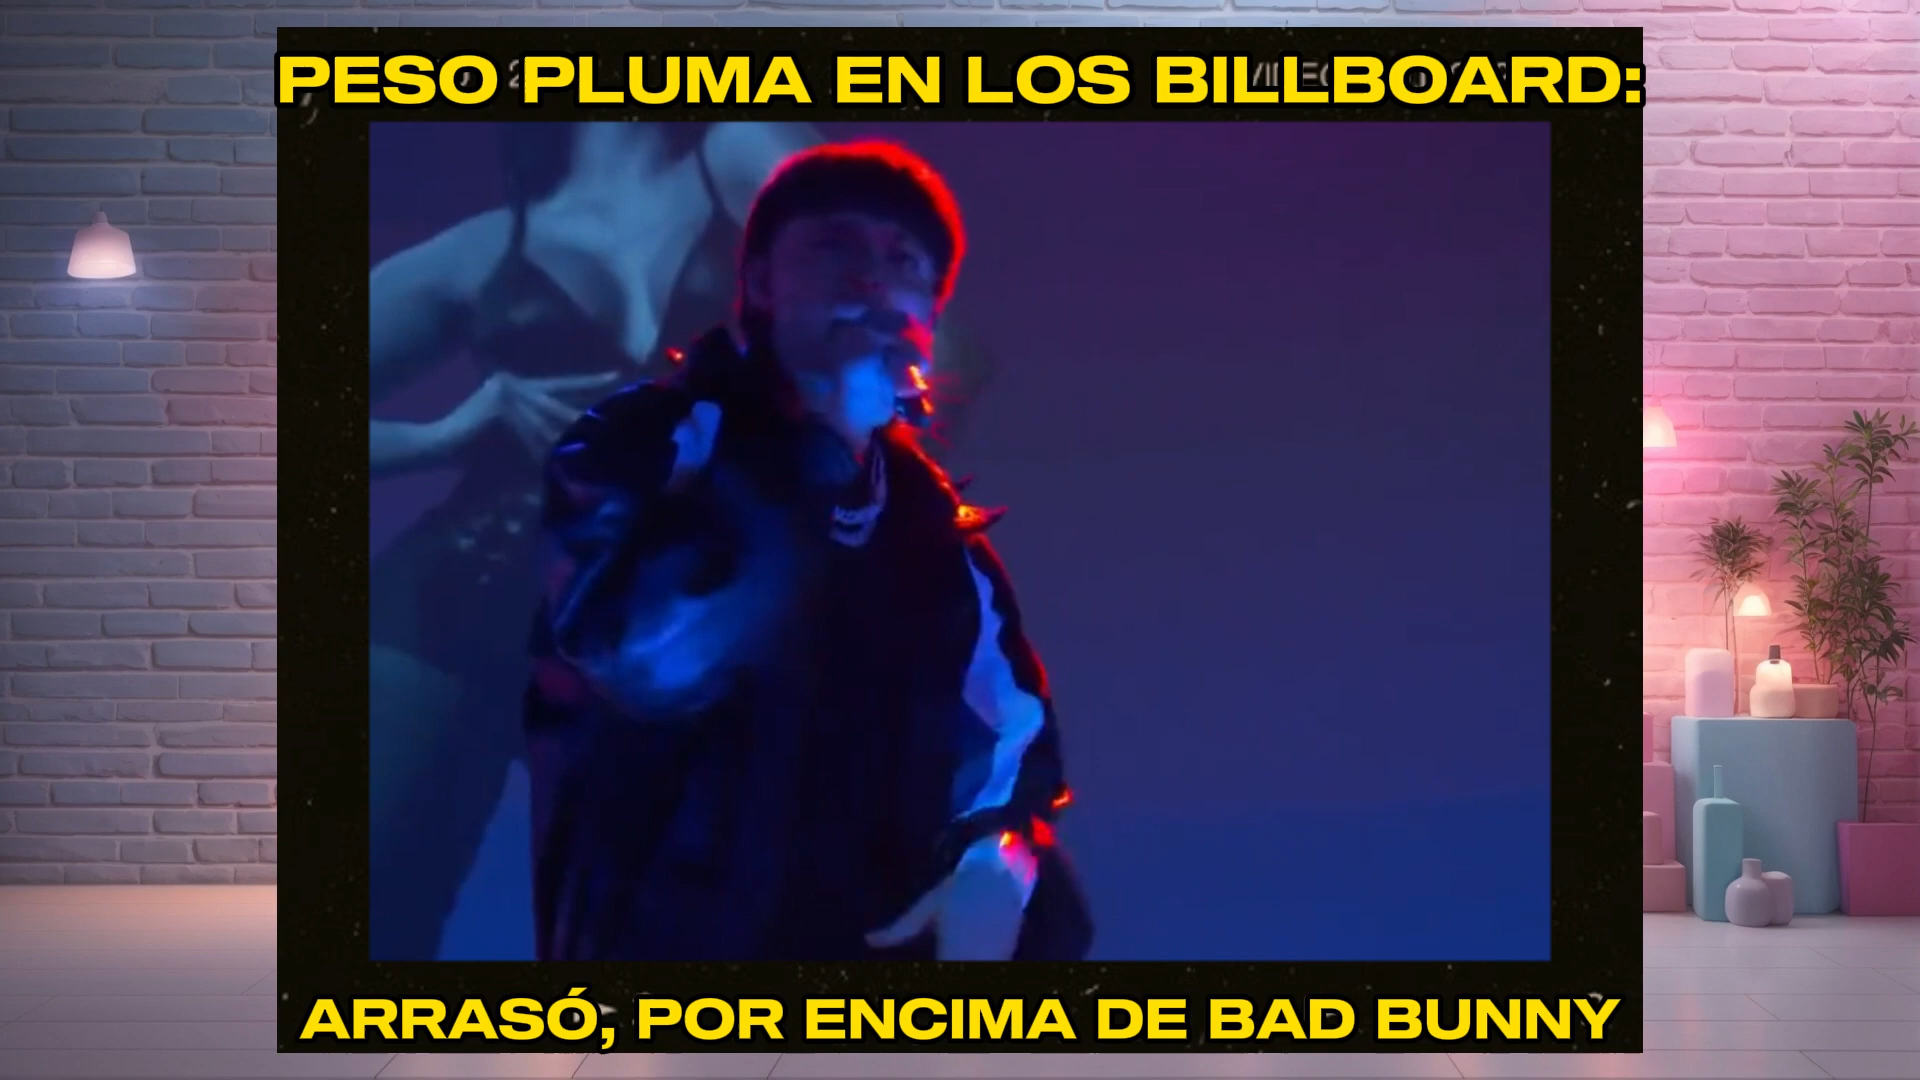 PESO PLUMA EN LOS BILLBOARD:
ARRASÓ, POR ENCIMA DE BAD BUNNY